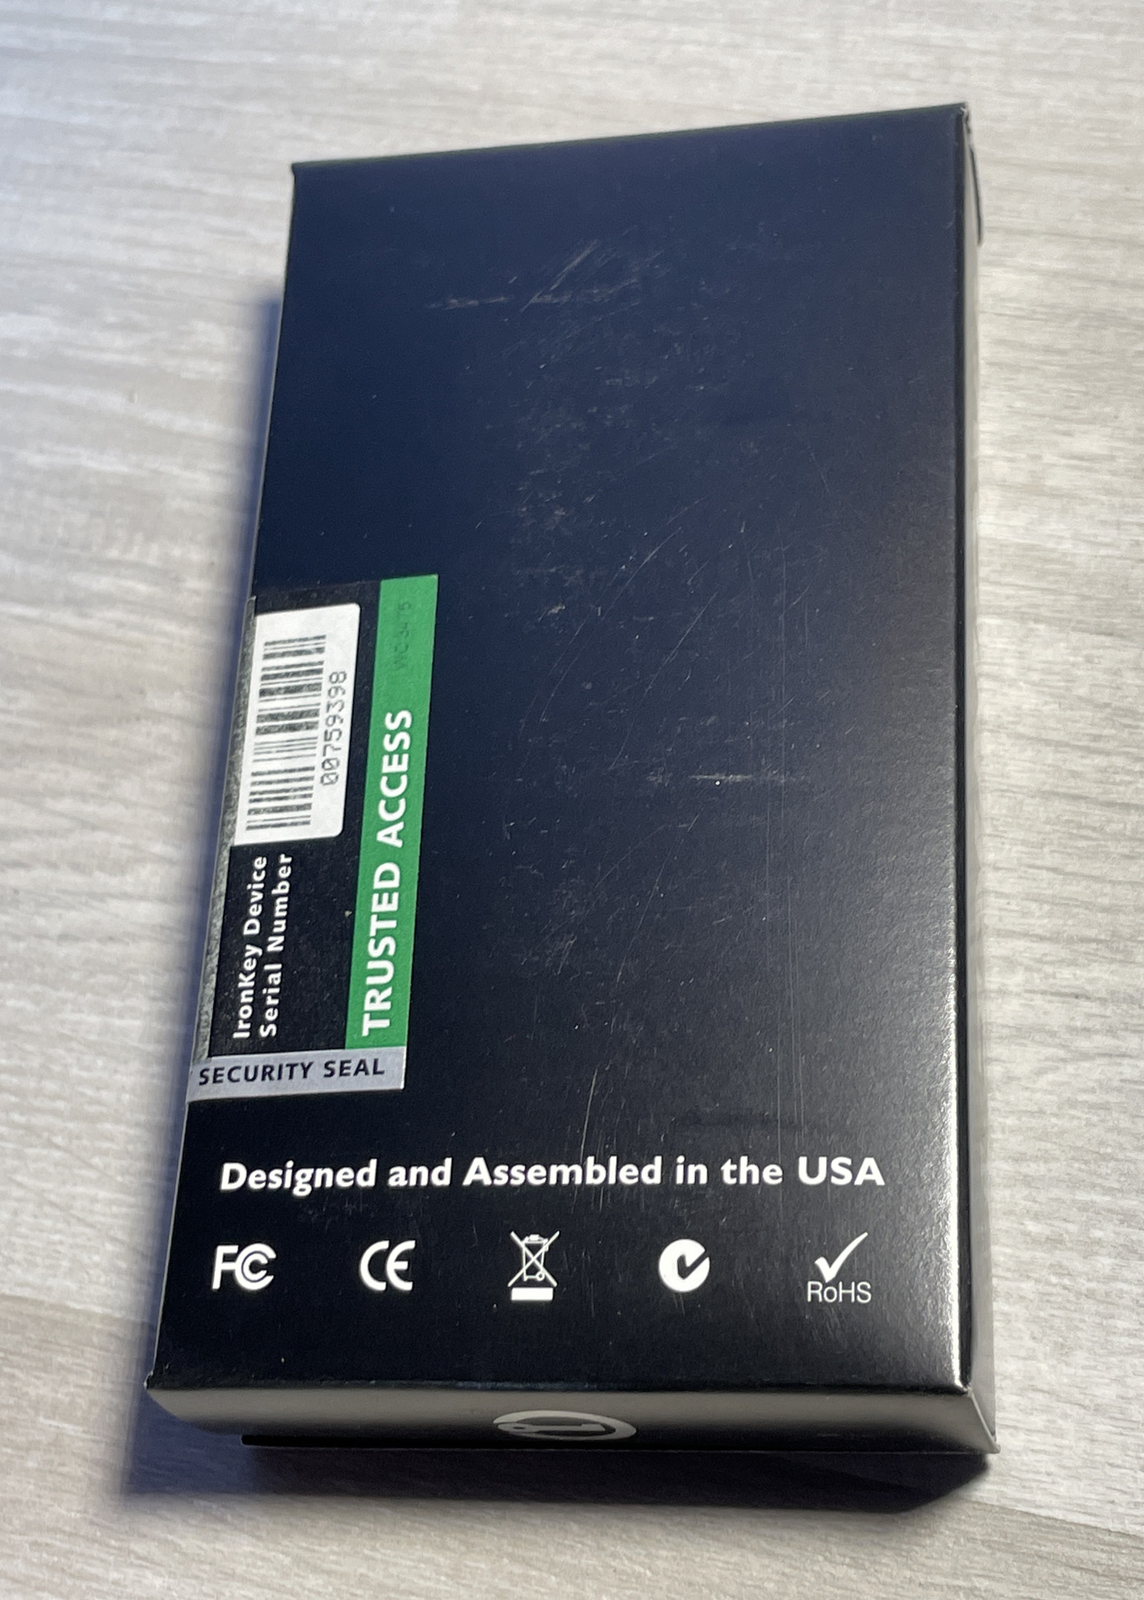 IronKey Device
Serial Number
00759398
TRUSTED ACCESS
SECURITY SEAL
Designed and Assembled in the USA
FC CE RoHS